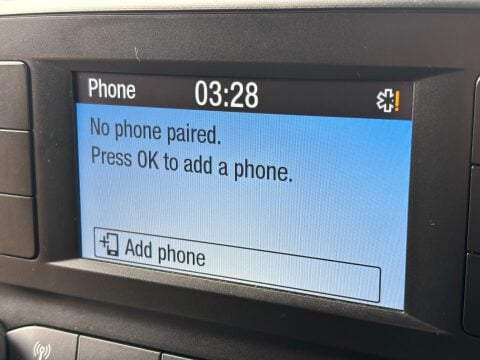 Phone
03:28
No phone paired.
Press OK to add a phone.
Add phone